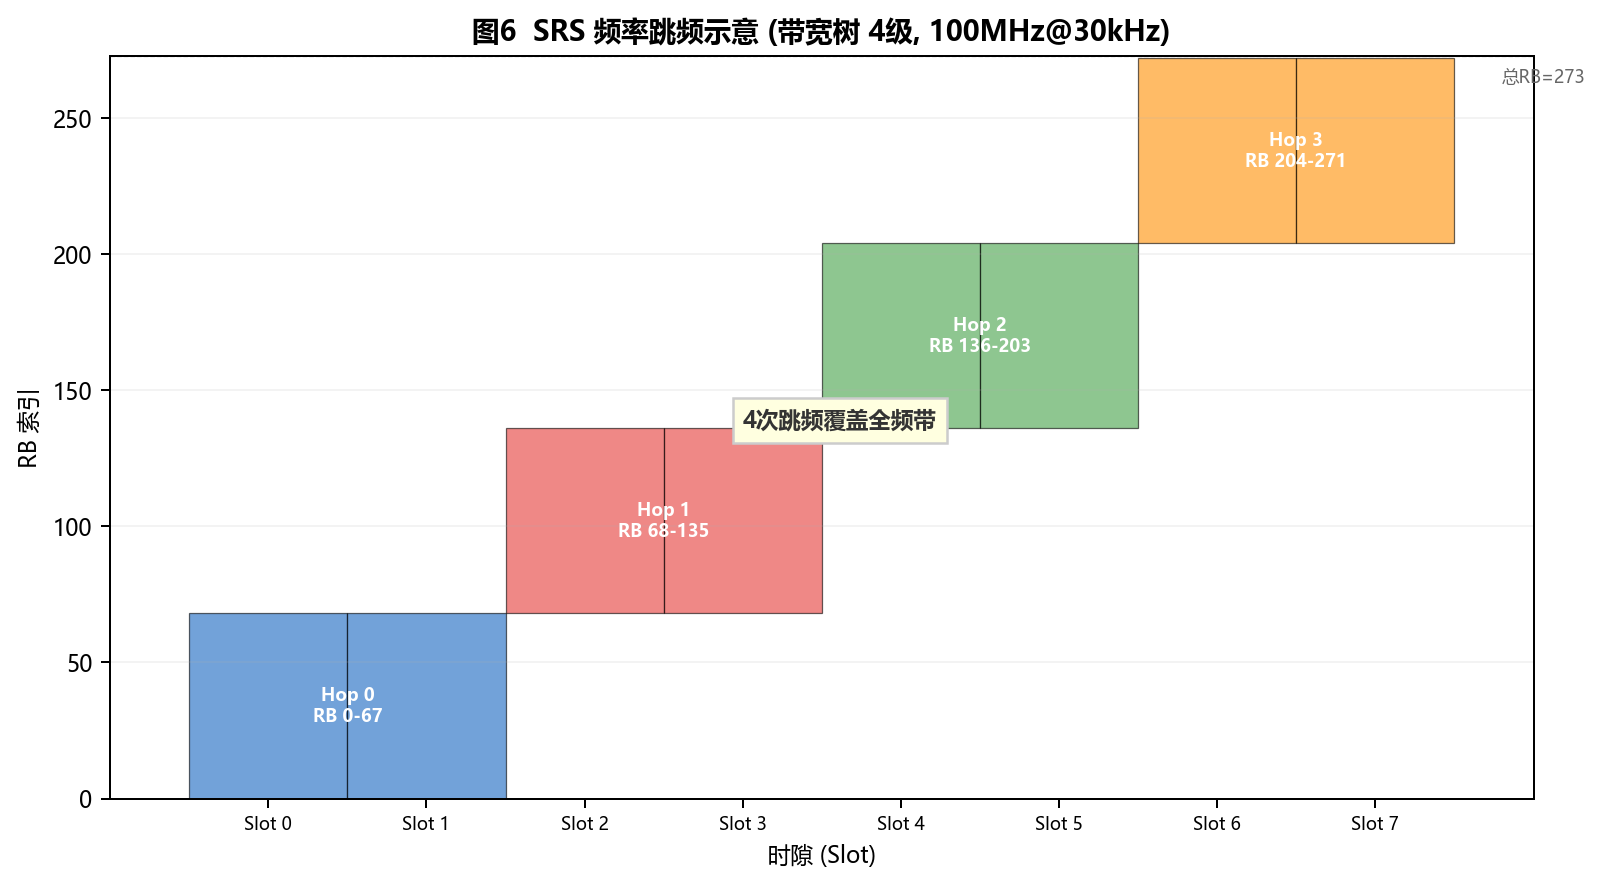 图6  SRS 频率跳频示意 (带宽树 4级, 100MHz@30kHz)
总RB=273
250
200
150
100
50
0
RB 索引
Hop 3
RB 204-271
Hop 2
RB 136-203
4次跳频覆盖全频带
Hop 1
RB 68-135
Hop 0
RB 0-67
Slot 0
Slot 1
Slot 2
Slot 3
Slot 4
Slot 5
Slot 6
Slot 7
时隙 (Slot)